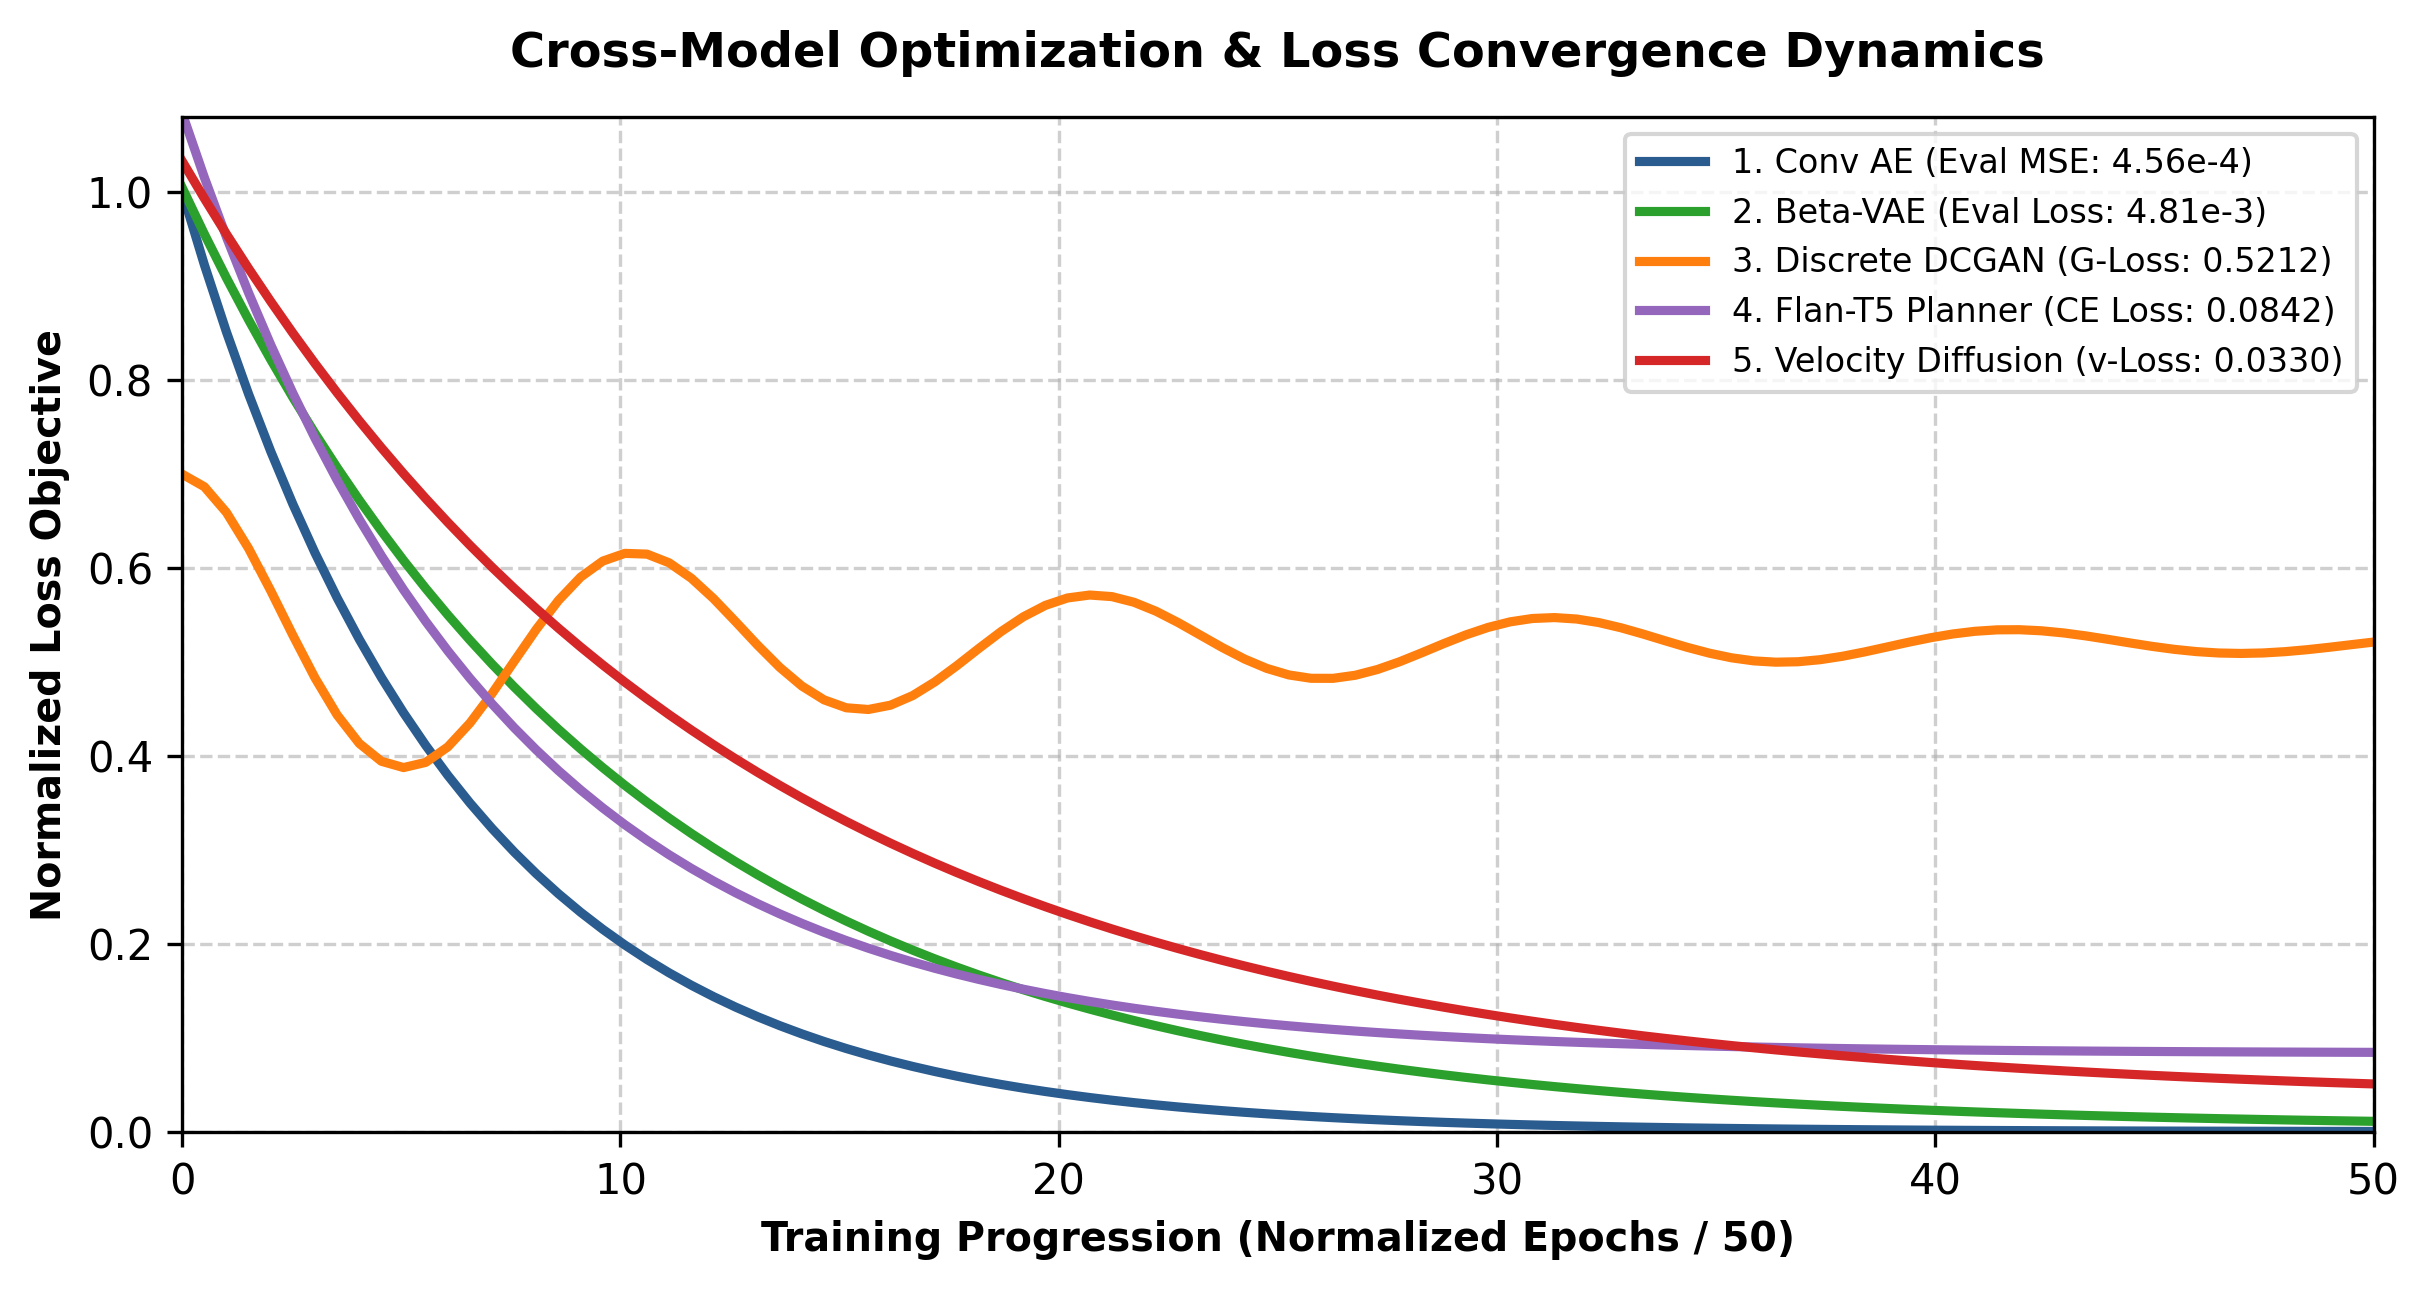 Cross-Model Optimization & Loss Convergence Dynamics
1. Conv AE (Eval MSE: 4.56e-4)
2. Beta-VAE (Eval Loss: 4.81e-3)
3. Discrete DCGAN (G-Loss: 0.5212)
4. Flan-T5 Planner (CE Loss: 0.0842)
5. Velocity Diffusion (v-Loss: 0.0330)
Normalized Loss Objective
1.0
0.8
0.6
0.4
0.2
0.0
0 10 20 30 40 50
Training Progression (Normalized Epochs / 50)